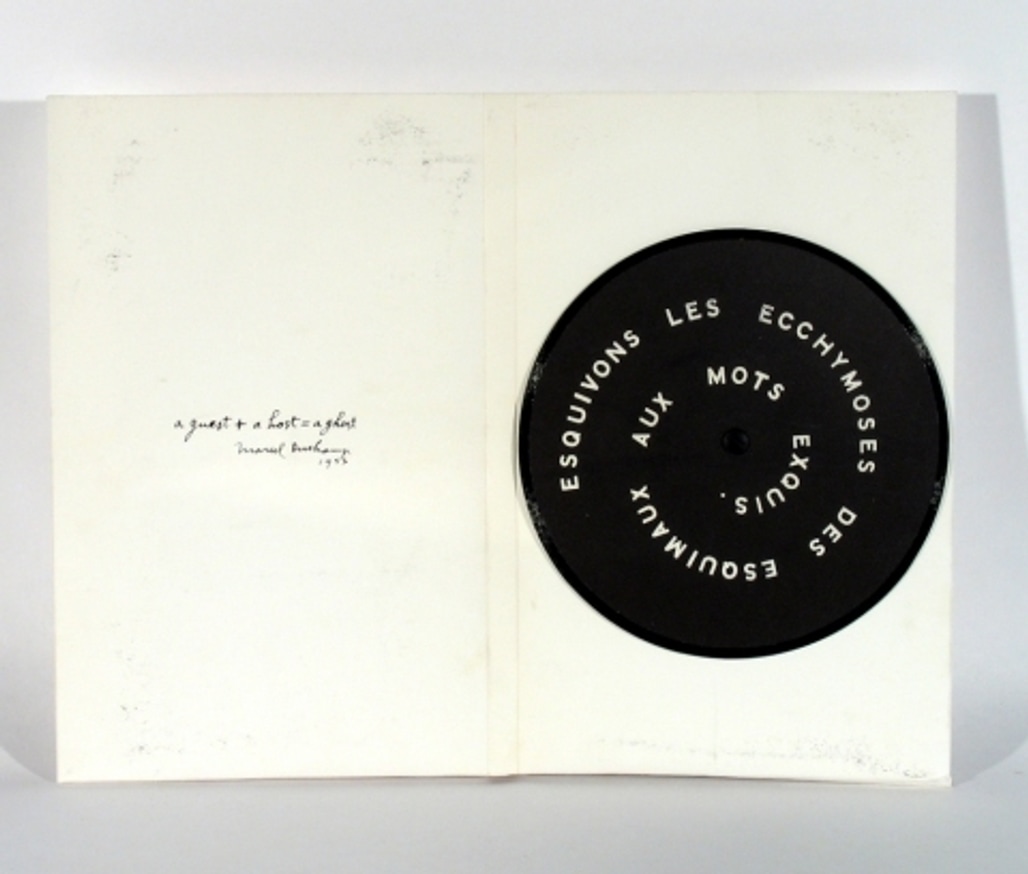 a guest + a host = a ghost
Marcel Duchamp
1953
ESQUIVONS LES ECCHYMOSES DES ESQUIMAUX AUX MOTS EXQUIS.